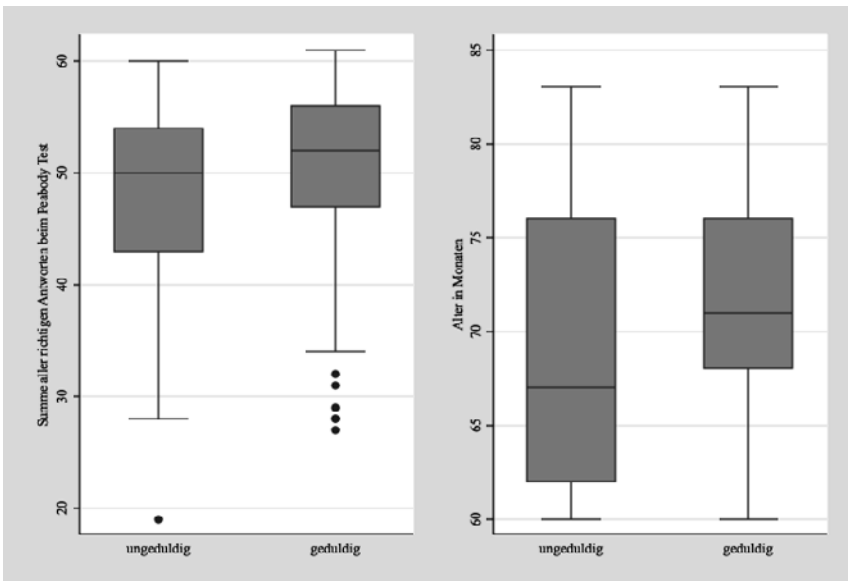 Summe aller richtigen Antworten beim Peabody Test
60
50
40
30
20
ungeduldig
geduldig
Alter in Monaten
85
80
75
70
65
60
ungeduldig
geduldig